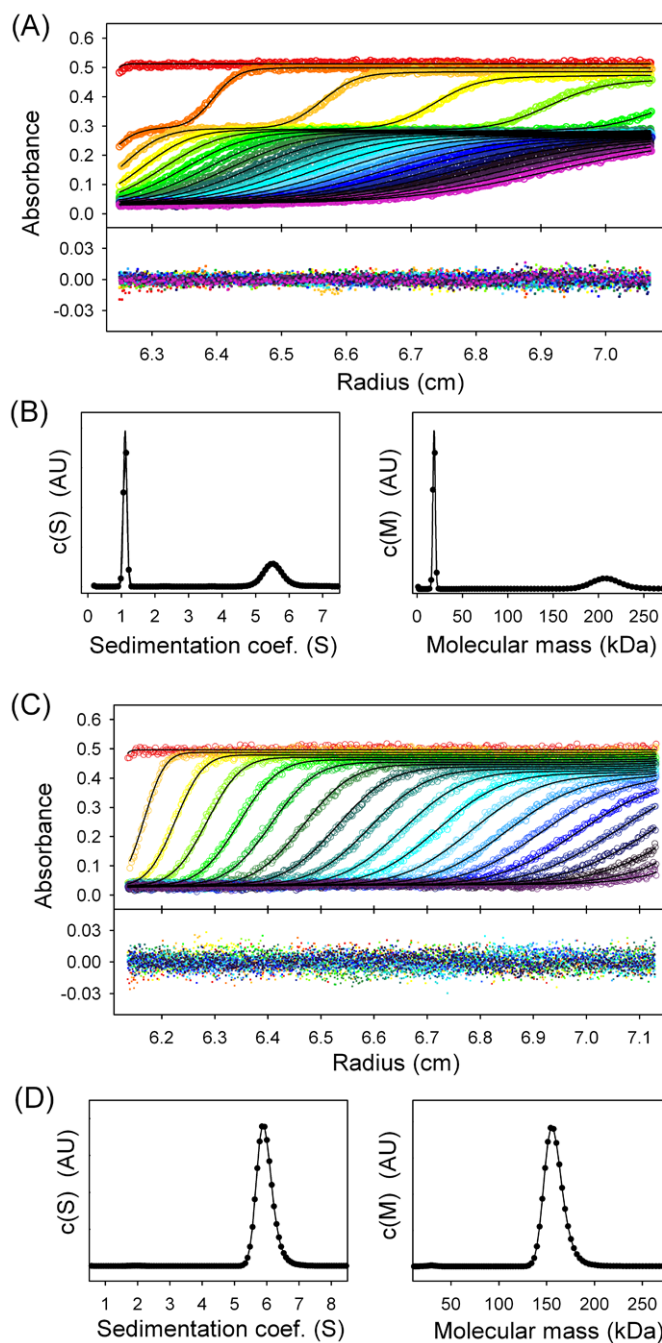 (A)
0.6
0.5
0.4
0.3
0.2
0.1
0.0
Absorbance
0.03
0.00
-0.03
6.3 6.4 6.5 6.6 6.7 6.8 6.9 7.0
Radius (cm)
(B)
c(S) (AU)
0 1 2 3 4 5 6 7
Sedimentation coef. (S)
c(M) (AU)
0 50 100 150 200 250
Molecular mass (kDa)
(C)
0.6
0.5
0.4
0.3
0.2
0.1
0.0
Absorbance
0.03
0.00
-0.03
6.2 6.3 6.4 6.5 6.6 6.7 6.8 6.9 7.0 7.1
Radius (cm)
(D)
c(S) (AU)
1 2 3 4 5 6 7 8
Sedimentation coef. (S)
c(M) (AU)
50 100 150 200 250
Molecular mass (kDa)